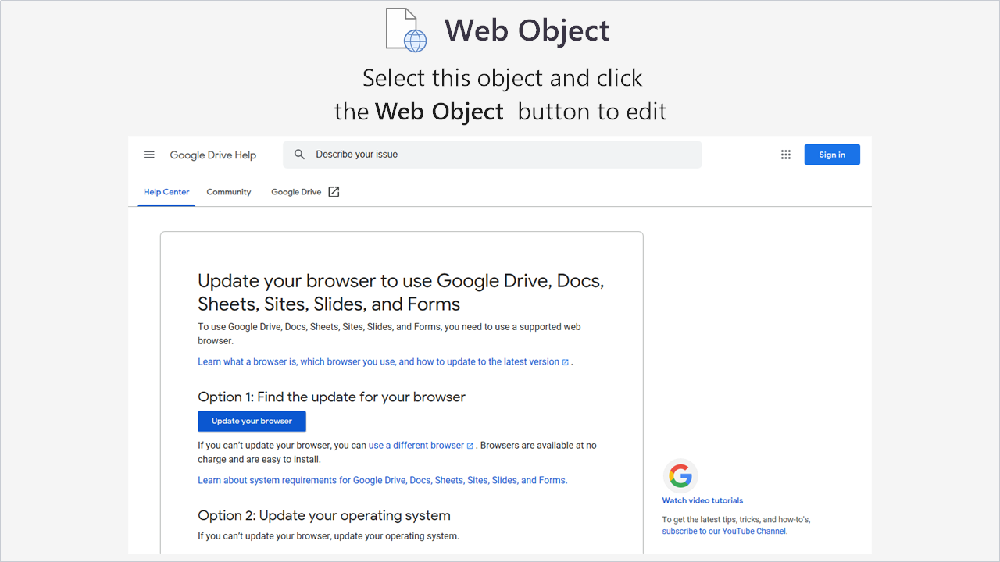 Web Object
Select this object and click
the Web Object button to edit
Google Drive Help
Describe your issue
Sign in
Help Center
Community
Google Drive
Update your browser to use Google Drive, Docs,
Sheets, Sites, Slides, and Forms
To use Google Drive, Docs, Sheets, Sites, Slides, and Forms, you need to use a supported web
browser.
Learn what a browser is, which browser you use, and how to update to the latest version .
Option 1: Find the update for your browser
Update your browser
If you can’t update your browser, you can use a different browser . Browsers are available at no
charge and are easy to install.
Learn about system requirements for Google Drive, Docs, Sheets, Sites, Slides, and Forms.
Option 2: Update your operating system
If you can’t update your browser, update your operating system.
Watch video tutorials
To get the latest tips, tricks, and how-to's,
subscribe to our YouTube Channel.